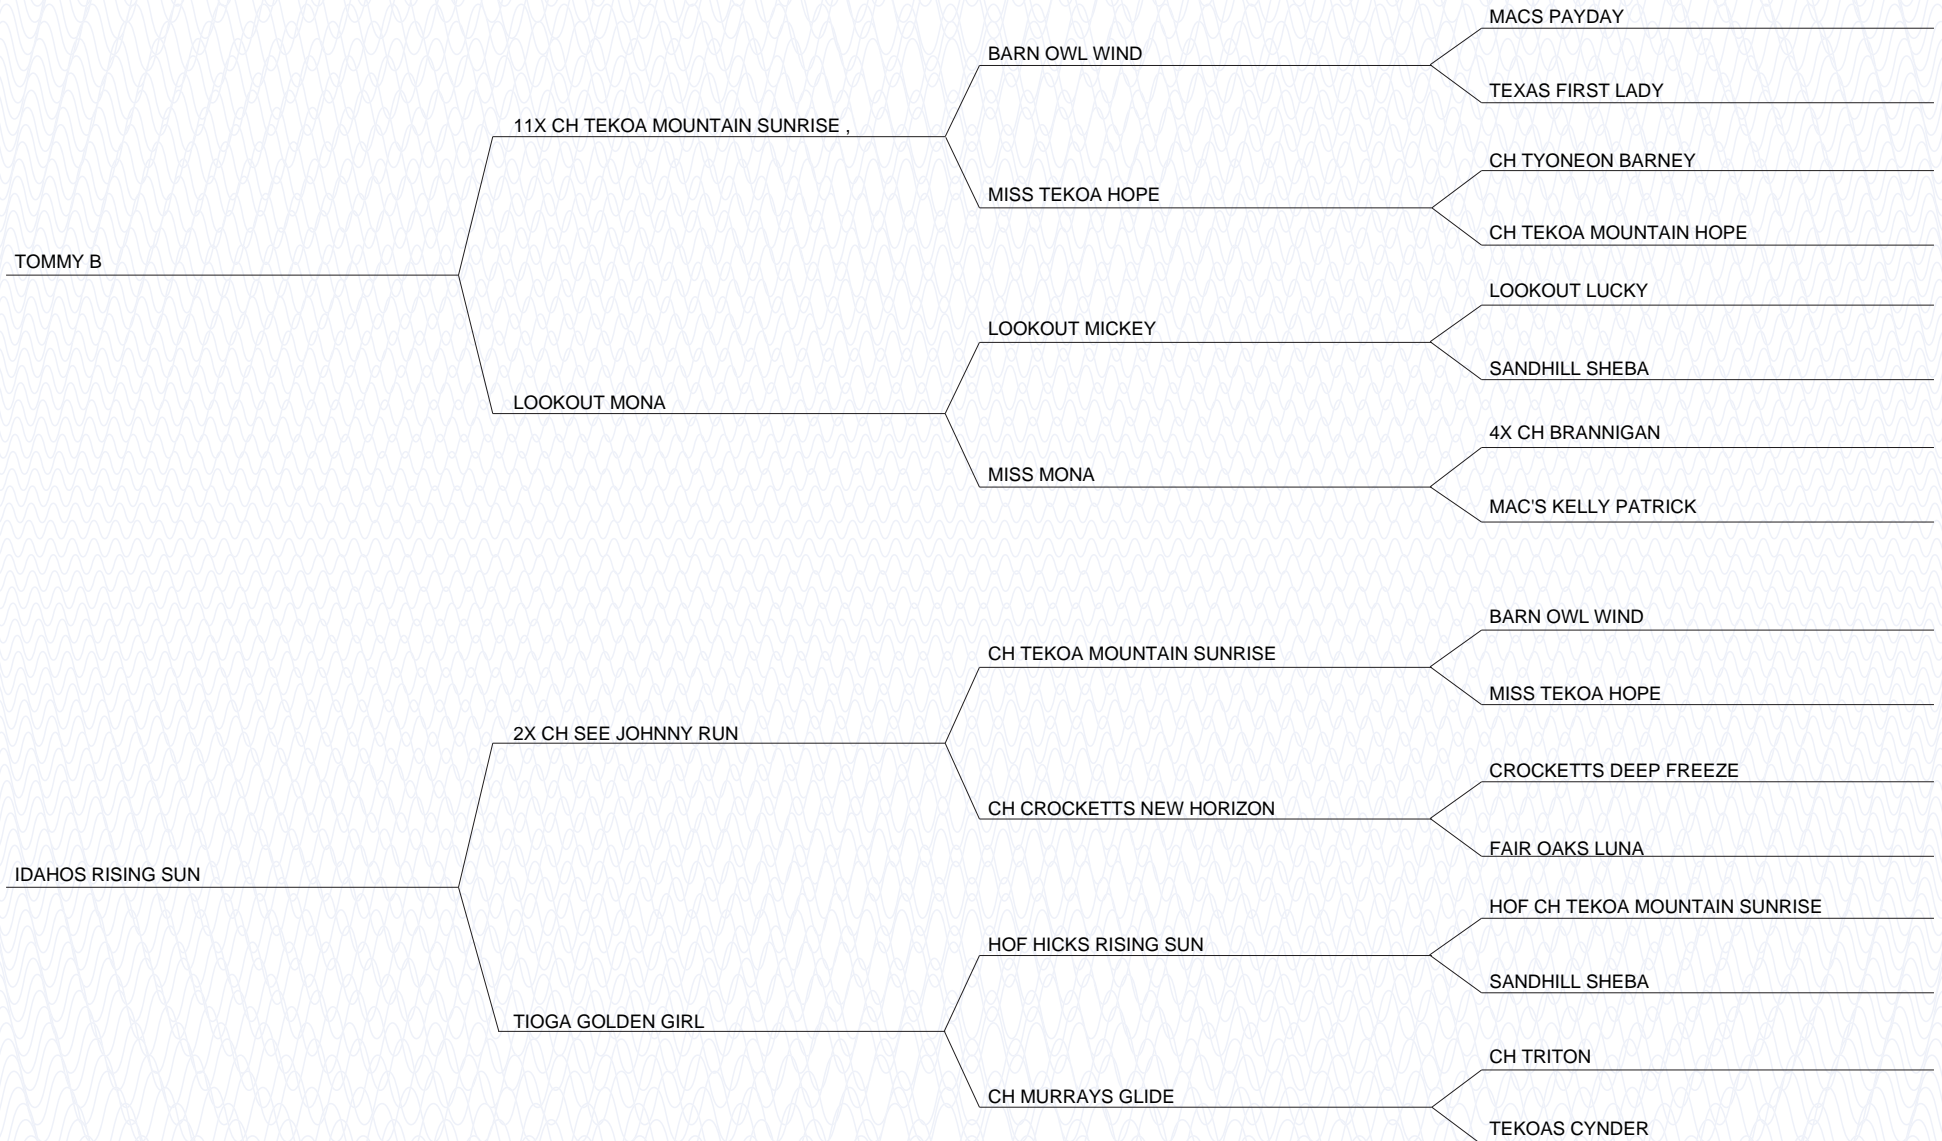 MACS PAYDAY
BARN OWL WIND
TEXAS FIRST LADY
11X CH TEKOA MOUNTAIN SUNRISE ,
CH TYONEON BARNEY
MISS TEKOA HOPE
CH TEKOA MOUNTAIN HOPE
TOMMY B
LOOKOUT LUCKY
LOOKOUT MICKEY
SANDHILL SHEBA
LOOKOUT MONA
4X CH BRANNIGAN
MISS MONA
MAC'S KELLY PATRICK
BARN OWL WIND
CH TEKOA MOUNTAIN SUNRISE
MISS TEKOA HOPE
2X CH SEE JOHNNY RUN
CROCKETTS DEEP FREEZE
CH CROCKETTS NEW HORIZON
FAIR OAKS LUNA
IDAHOS RISING SUN
HOF CH TEKOA MOUNTAIN SUNRISE
HOF HICKS RISING SUN
SANDHILL SHEBA
TIOGA GOLDEN GIRL
CH TRITON
CH MURRAYS GLIDE
TEKOAS CYNDER